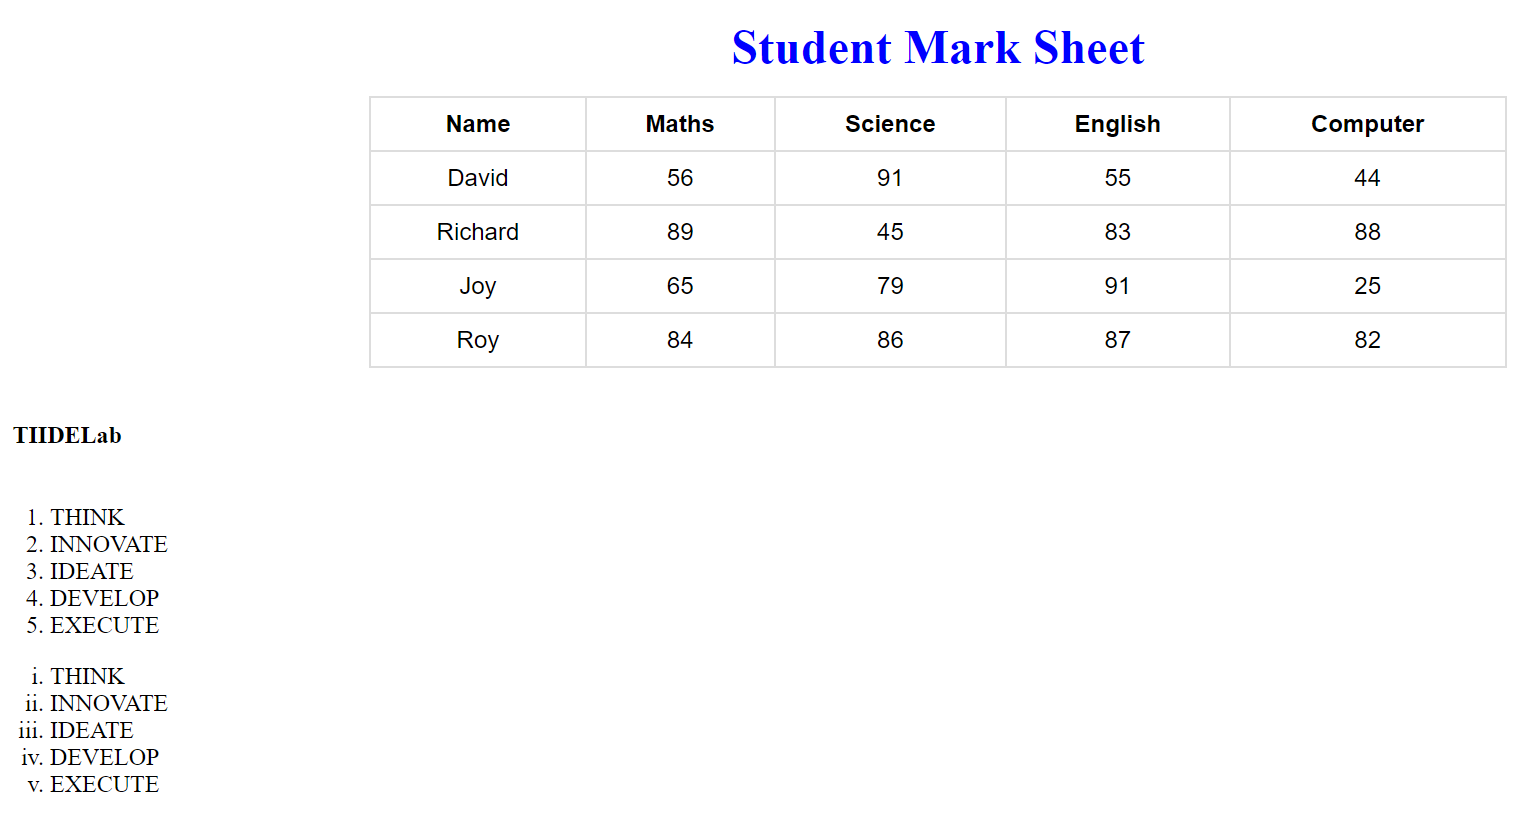 Student Mark Sheet
Name Maths Science English Computer
David 56 91 55 44
Richard 89 45 83 88
Joy 65 79 91 25
Roy 84 86 87 82
TIIDELab
1. THINK
2. INNOVATE
3. IDEATE
4. DEVELOP
5. EXECUTE
i. THINK
ii. INNOVATE
iii. IDEATE
iv. DEVELOP
v. EXECUTE